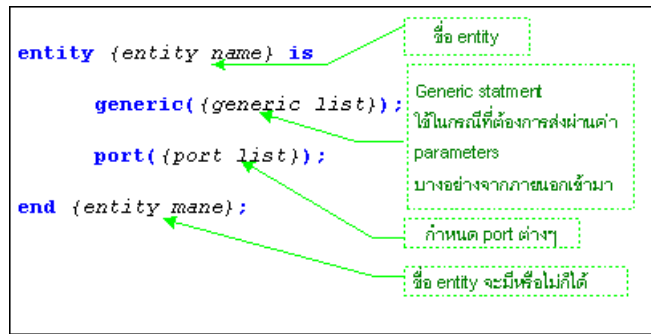 entity {entity name} is
generic({generic list});
port({port list});
end {entity mane};
ชื่อ entity
Generic statment
ใช้ในกรณีที่ต้องการส่งผ่านค่า
parameters
บางอย่างจากภายนอกเข้ามา
กำหนด port ต่างๆ
ชื่อ entity จะมีหรือไม่ก็ได้